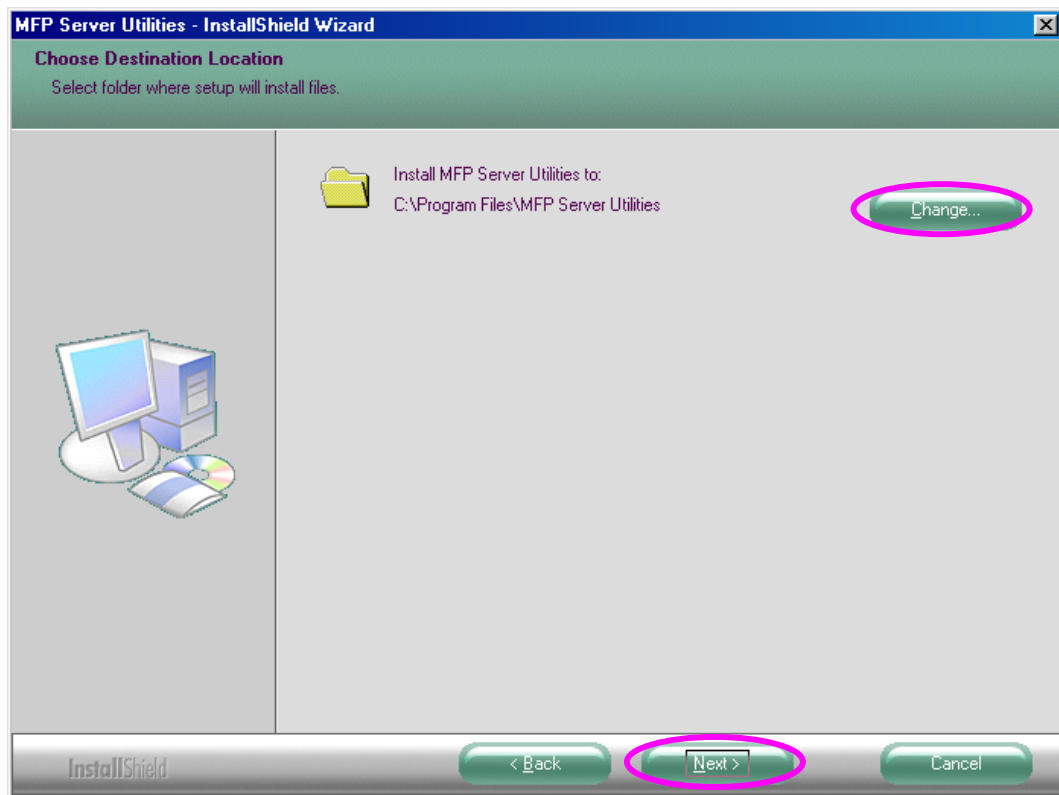 MFP Server Utilities - InstallShield Wizard
Choose Destination Location
Select folder where setup will install files.
Install MFP Server Utilities to:
C:\Program Files\MFP Server Utilities
Change...
InstallShield
< Back
Next >
Cancel